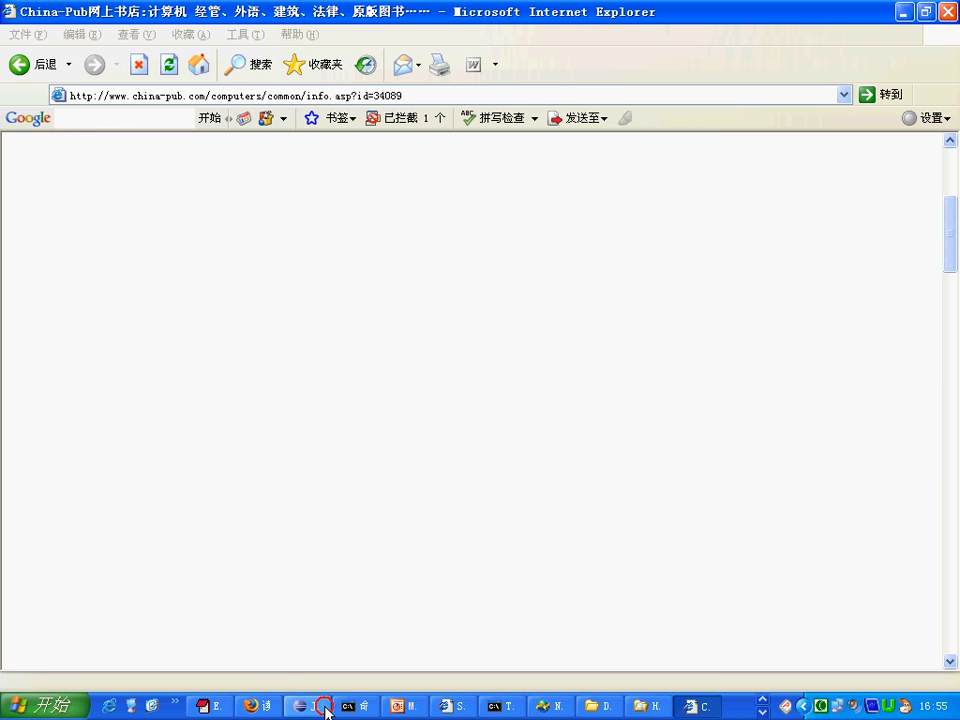 China-Pub网上书店:计算机 经管、外语、建筑、法律、原版图书…… - Microsoft Internet Explorer
文件(F) 编辑(E) 查看(V) 收藏(A) 工具(T) 帮助(H)
后退 搜索 收藏夹
http://www.china-pub.com/computers/common/info.asp?id=34089 转到
Google 开始 书签 已拦截 1 个 拼写检查 发送至 设置
开始 E. J. M. S. T. N. D. H. C. 16:55